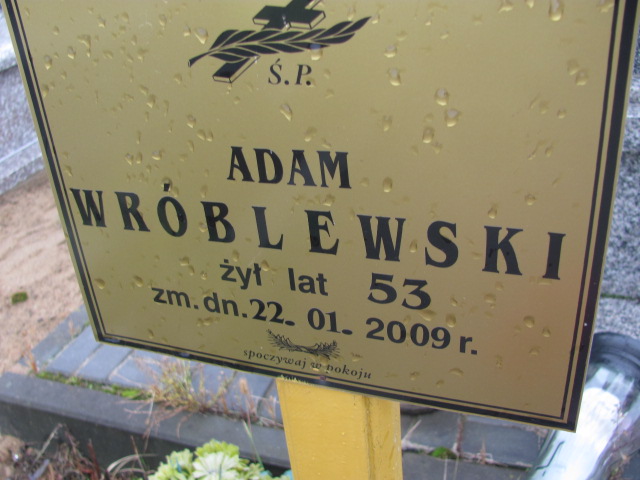 Ś.P.
ADAM
WRÓBLEWSKI
żył lat 53
zm. dn. 22. 01. 2009 r.
spoczywaj w pokoju